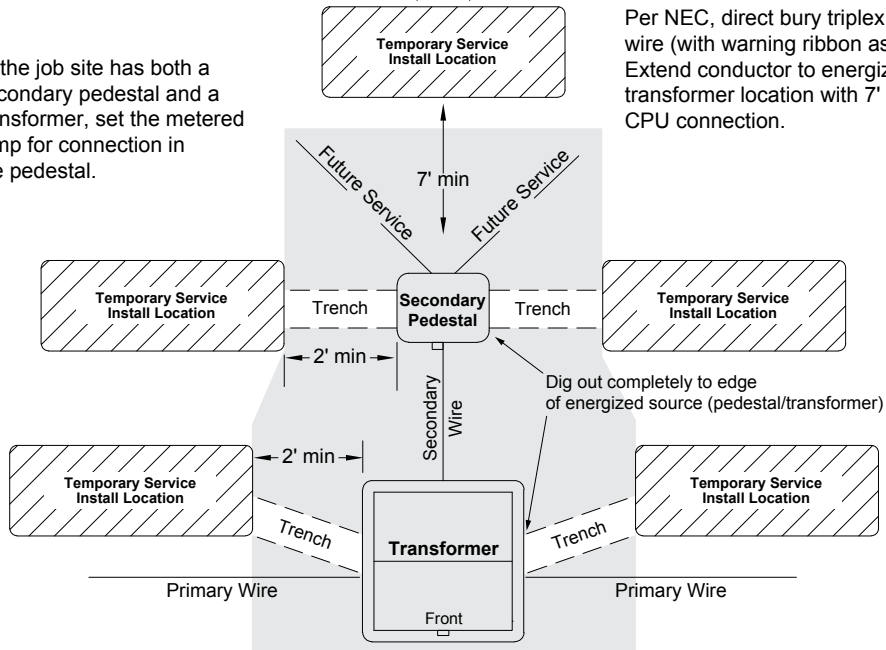 Temporary Service
Install Location
Per NEC, direct bury triplex
wire (with warning ribbon as
Extend conductor to
transformer location with 7'
CPU connection.
the job site has both a
pedestal and a
set the metered
for connection in
pedestal.
Future Service
7' min
Future Service
Temporary Service
Install Location
Trench
Secondary
Pedestal
Trench
Temporary Service
Install Location
2' min
Secondary
Wire
Dig out completely to edge
of energized source (pedestal/transformer)
Temporary Service
Install Location
2' min
Temporary Service
Install Location
Trench
Transformer
Trench
Primary Wire
Primary Wire
Front